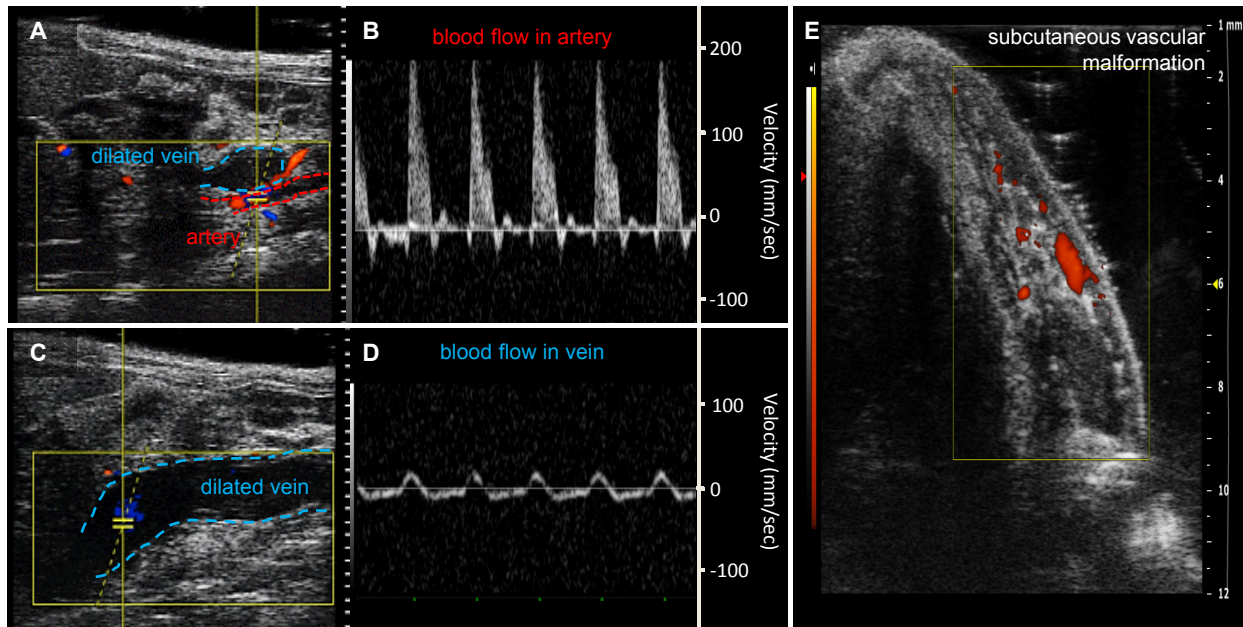 A
dilated vein
artery
B
blood flow in artery
200
100
0
-100
Velocity (mm/sec)
C
dilated vein
D
blood flow in vein
100
0
-100
Velocity (mm/sec)
E
subcutaneous vascular
malformation
1 mm
2
4
6
8
10
12